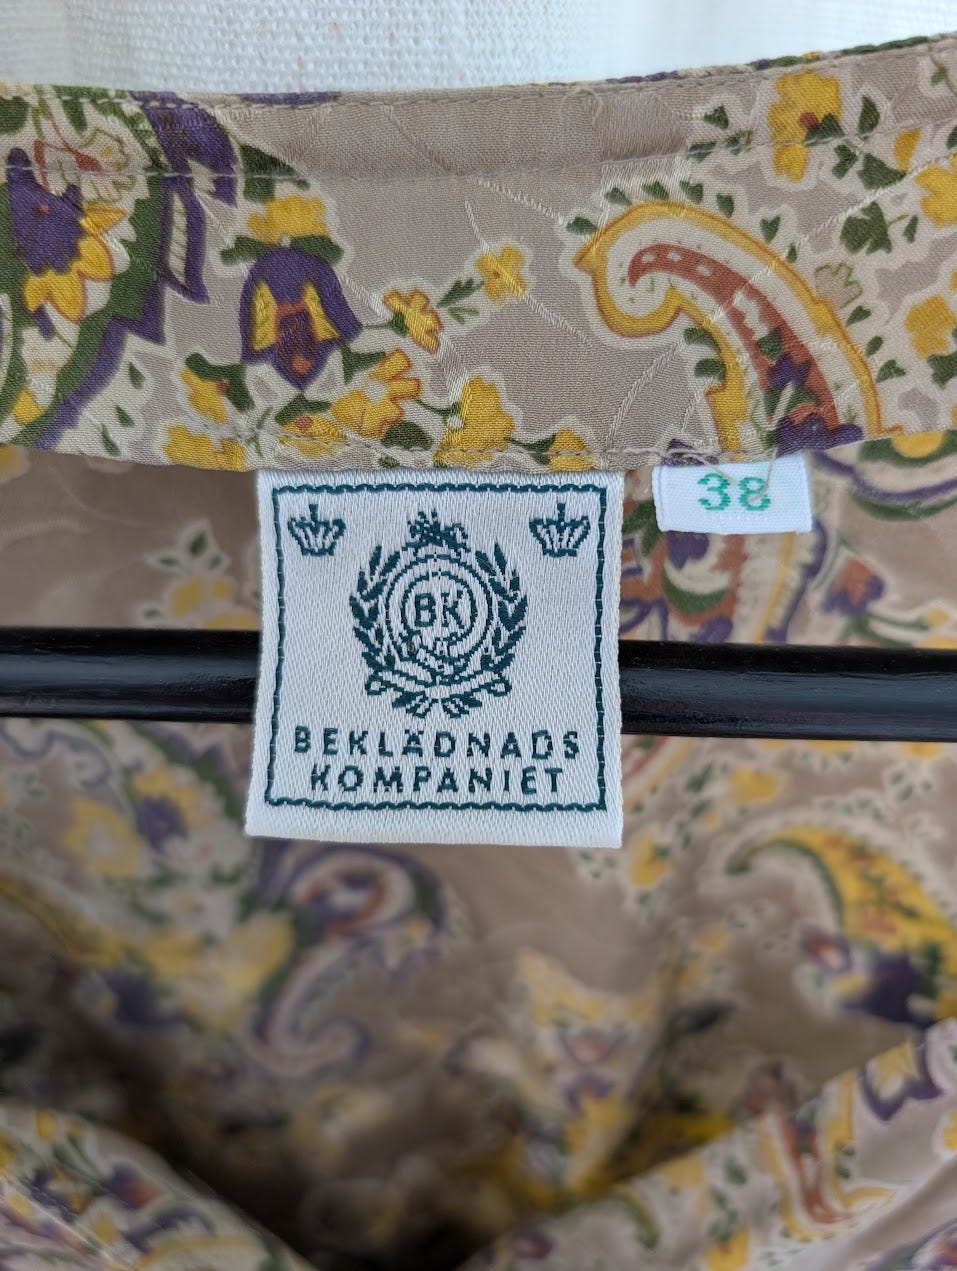 38
BK
BEKLÄDNADS
KOMPANIET